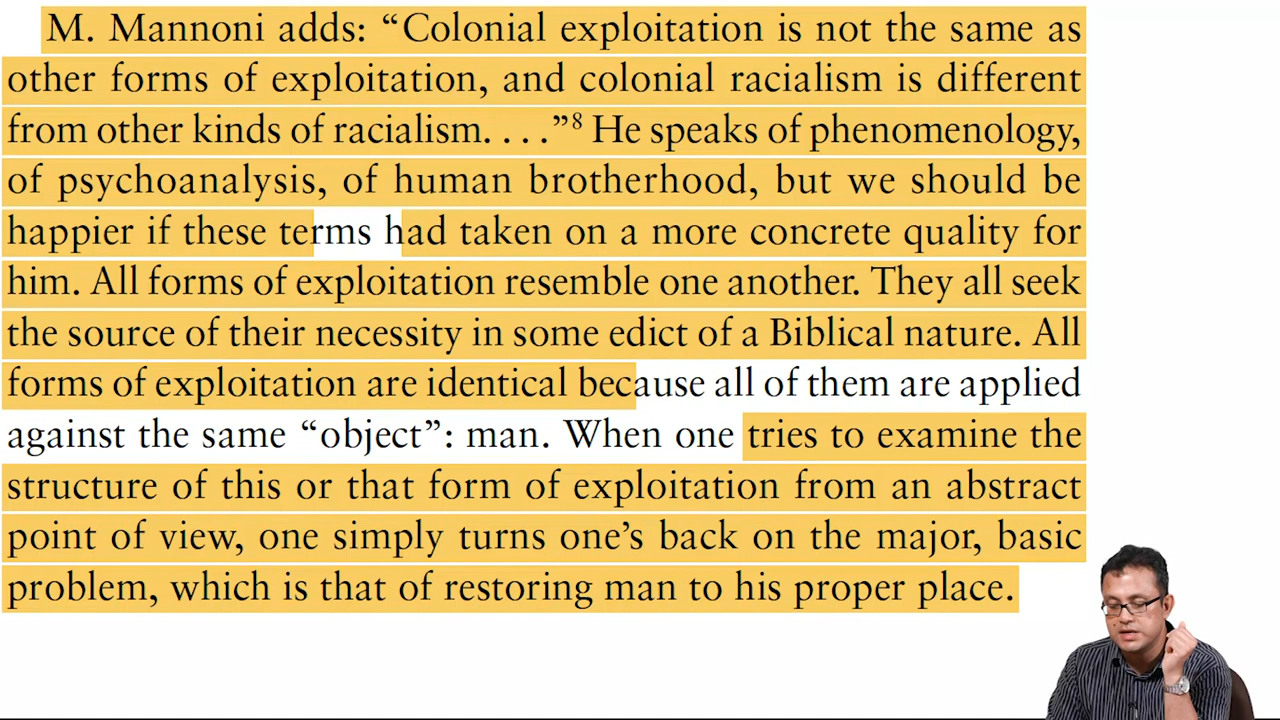 M. Mannoni adds: “Colonial exploitation is not the same as
other forms of exploitation, and colonial racialism is different
from other kinds of racialism. . . .”⁸ He speaks of phenomenology,
of psychoanalysis, of human brotherhood, but we should be
happier if these terms had taken on a more concrete quality for
him. All forms of exploitation resemble one another. They all seek
the source of their necessity in some edict of a Biblical nature. All
forms of exploitation are identical because all of them are applied
against the same “object”: man. When one tries to examine the
structure of this or that form of exploitation from an abstract
point of view, one simply turns one’s back on the major, basic
problem, which is that of restoring man to his proper place.